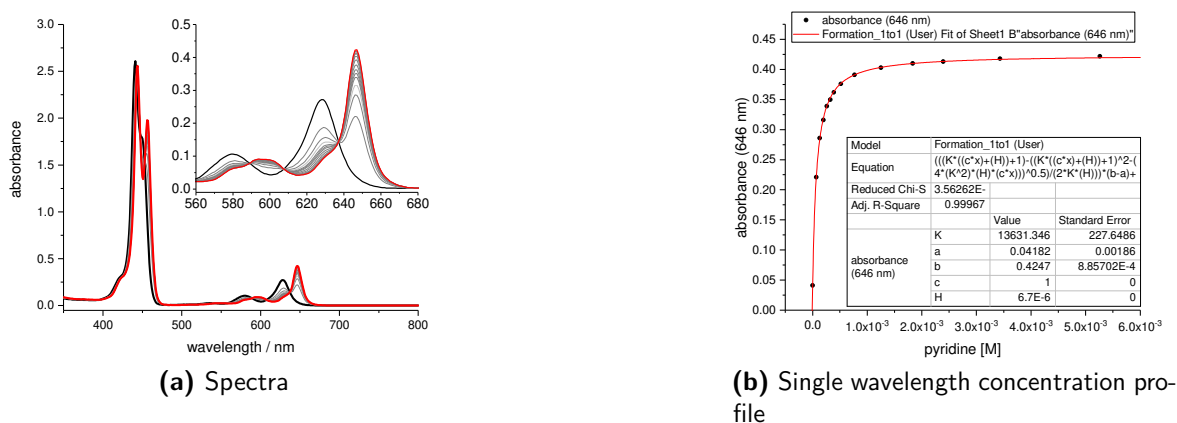 3.0
2.5
2.0
1.5
1.0
0.5
0.0
absorbance
400 500 600 700 800
wavelength / nm
0.5
0.4
0.3
0.2
0.1
0.0
560 580 600 620 640 660 680
(a) Spectra
absorbance (646 nm)
Formation_1to1 (User) Fit of Sheet1 B"absorbance (646 nm)"
0.45
0.40
0.35
0.30
0.25
0.20
0.15
0.10
0.05
0.00
absorbance (646 nm)
Model Formation_1to1 (User)
Equation (((K*((c*x)+(H))+1)-((K*((c*x)+(H))+1)^2-(
4*(K^2)*(H)*(c*x)))^0.5)/(2*K*(H)))*(b-a)+
Reduced Chi-S 3.56262E-
Adj. R-Square 0.99967
Value Standard Error
absorbance
(646 nm)
K 13631.346 227.6486
a 0.04182 0.00186
b 0.4247 8.85702E-4
c 1 0
H 6.7E-6 0
0.0 1.0x10⁻³ 2.0x10⁻³ 3.0x10⁻³ 4.0x10⁻³ 5.0x10⁻³ 6.0x10⁻³
pyridine [M]
(b) Single wavelength concentration pro-
file